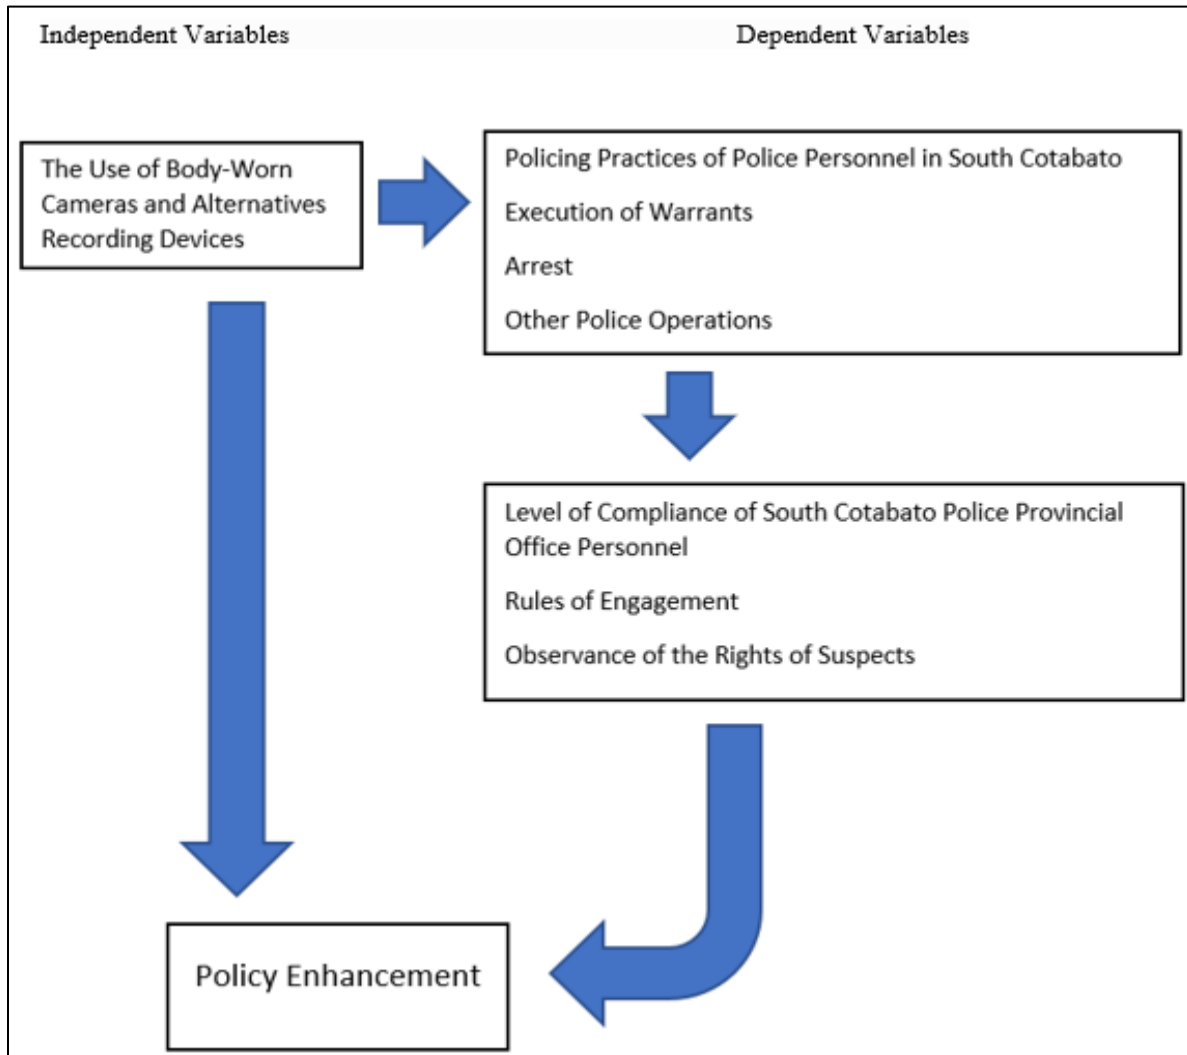 Independent Variables
Dependent Variables
The Use of Body-Worn
Cameras and Alternatives
Recording Devices
Policing Practices of Police Personnel in South Cotabato
Execution of Warrants
Arrest
Other Police Operations
Level of Compliance of South Cotabato Police Provincial
Office Personnel
Rules of Engagement
Observance of the Rights of Suspects
Policy Enhancement